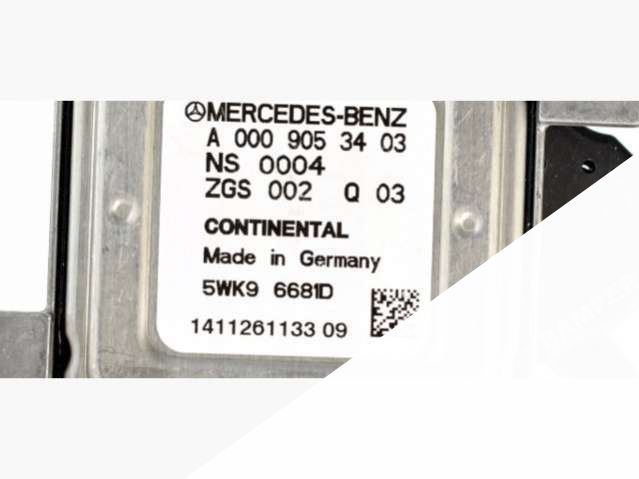 MERCEDES-BENZ
A 000 905 34 03
NS 0004
ZGS 002 Q 03
CONTINENTAL
Made in Germany
5WK9 6681D
1411261133 09